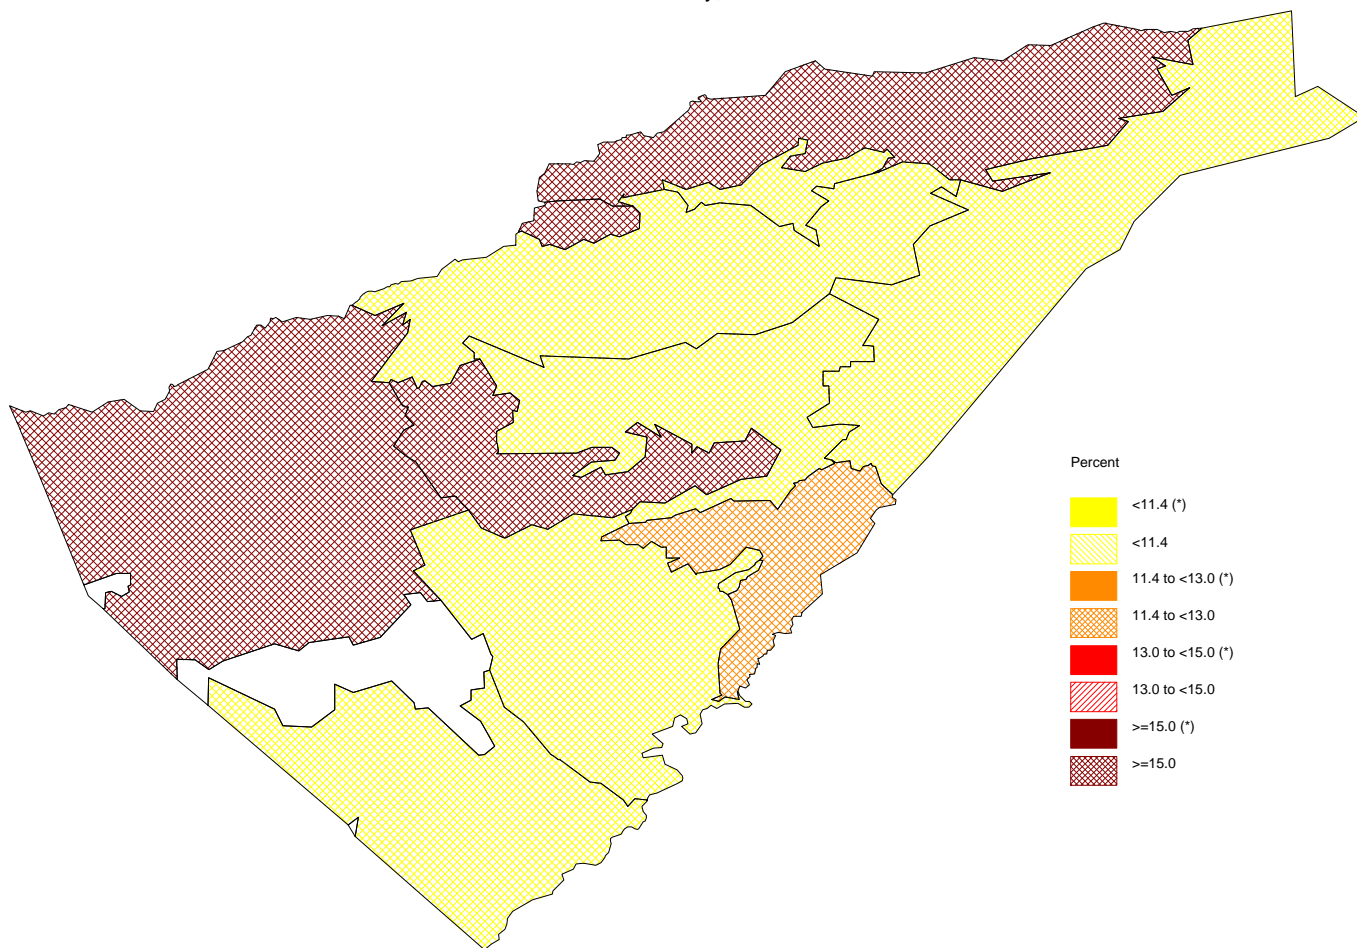 Percent
<11.4 (*)
<11.4
11.4 to <13.0 (*)
11.4 to <13.0
13.0 to <15.0 (*)
13.0 to <15.0
>=15.0 (*)
>=15.0